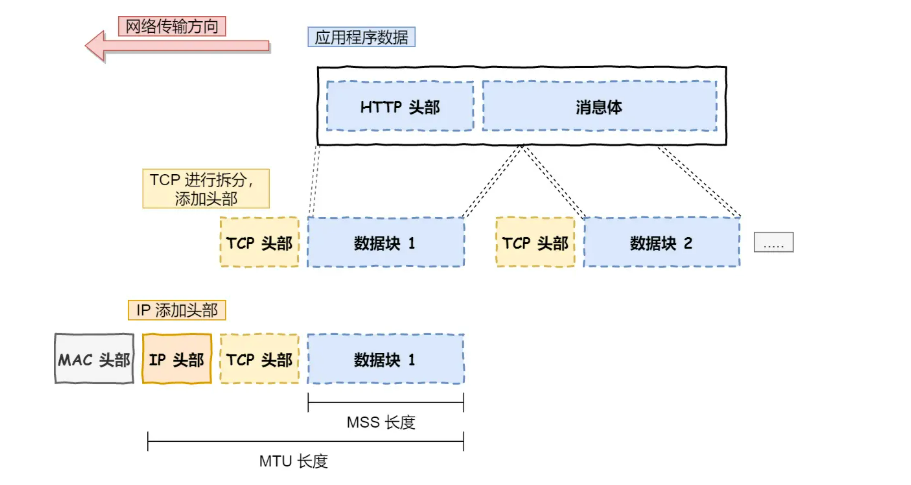 网络传输方向
应用程序数据
HTTP 头部
消息体
TCP 进行拆分,
添加头部
TCP 头部
数据块 1
TCP 头部
数据块 2
.....
IP 添加头部
MAC 头部
IP 头部
TCP 头部
数据块 1
MSS 长度
MTU 长度